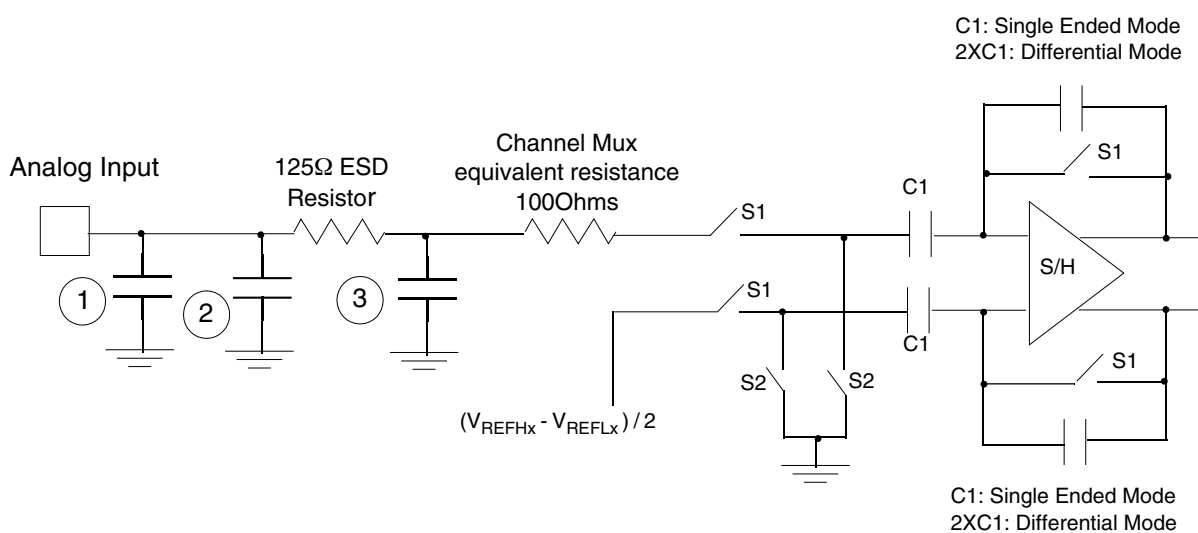 C1: Single Ended Mode
2XC1: Differential Mode
Analog Input
125Ω ESD
Resistor
Channel Mux
equivalent resistance
100Ohms
S1
C1
S1
S/H
1
2
3
S1
C1
S1
S2
S2
(VREFHx - VREFLx) / 2
C1: Single Ended Mode
2XC1: Differential Mode